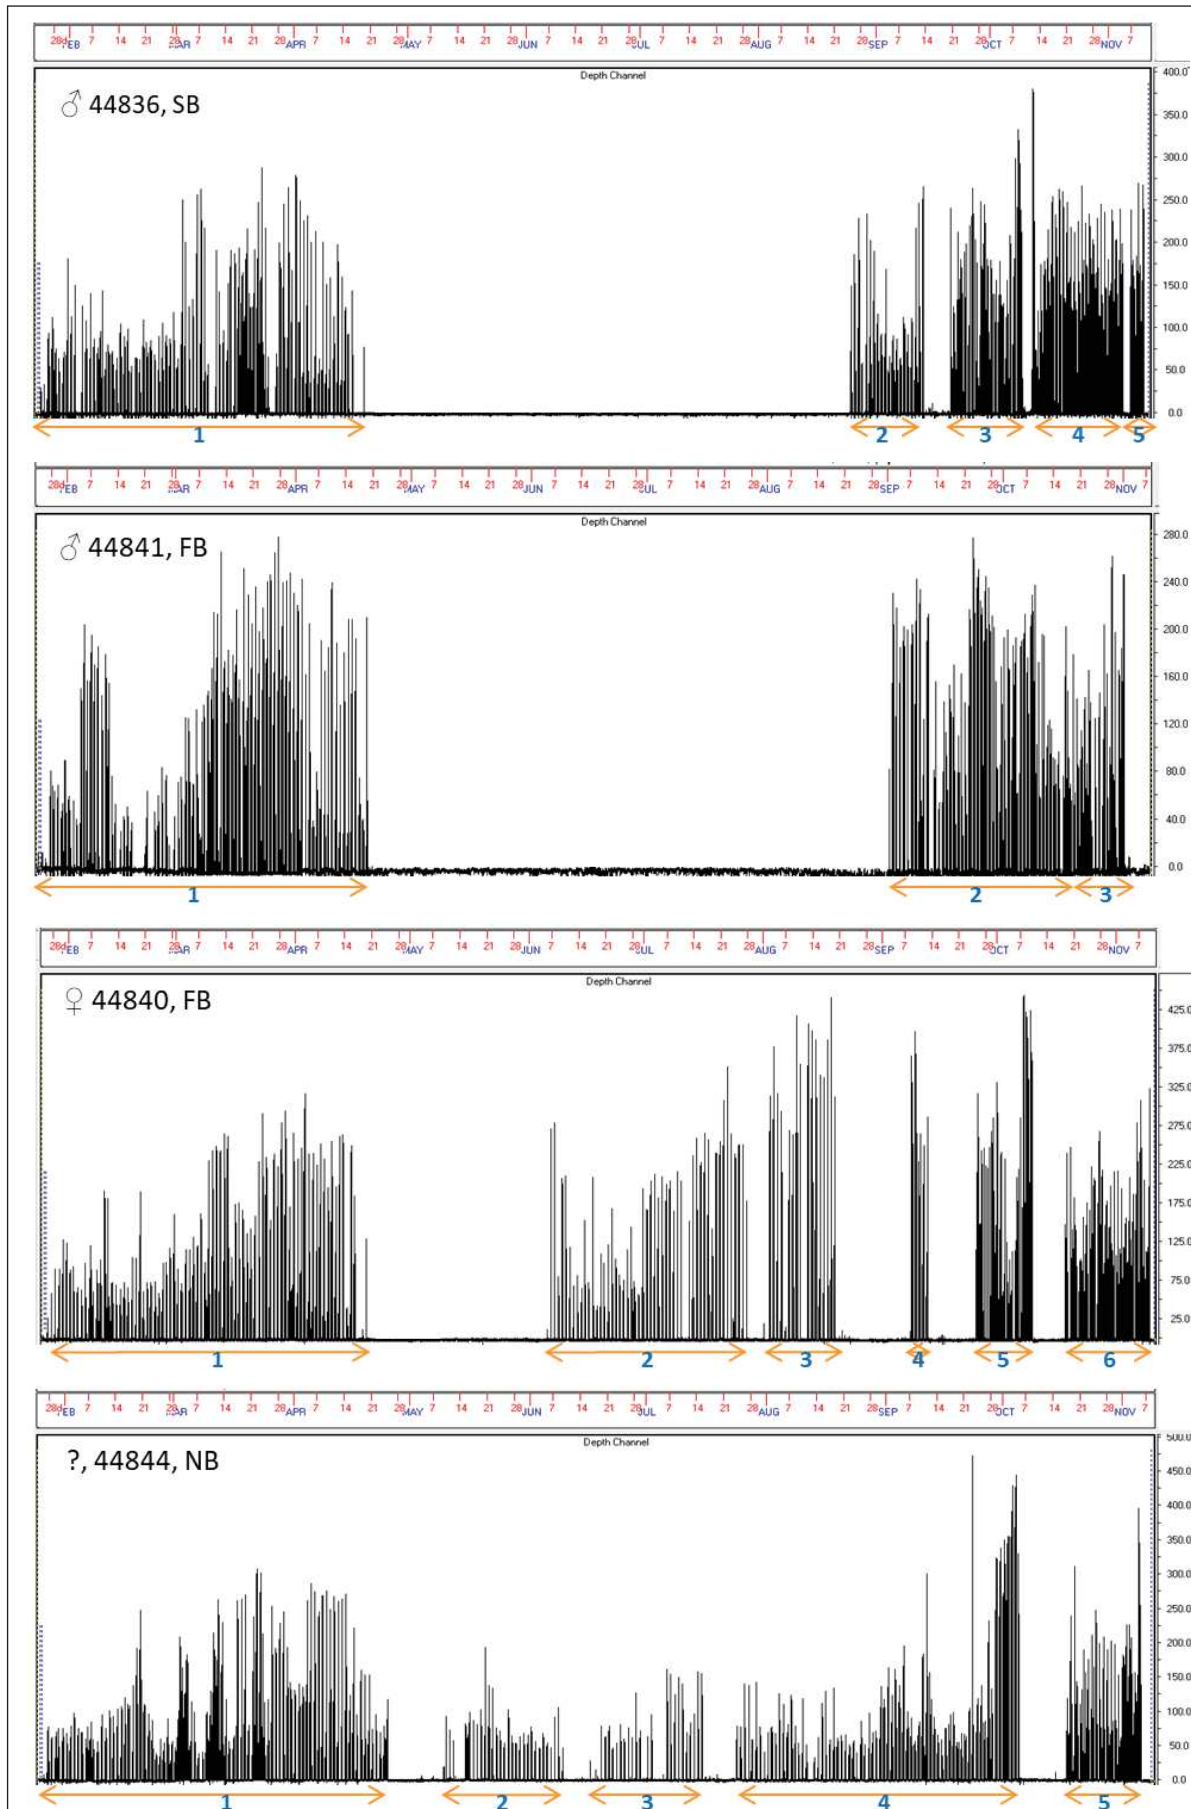 28 FEB 7 14 21 28 MAR 7 14 21 28 APR 7 14 21 28 MAY 7 14 21 28 JUN 7 14 21 28 JUL 7 14 21 28 AUG 7 14 21 28 SEP 7 14 21 28 OCT 7 14 21 28 NOV 7
Depth Channel
♂ 44836, SB
400.0
350.0
300.0
250.0
200.0
150.0
100.0
50.0
0.0
1 2 3 4 5
28 FEB 7 14 21 28 MAR 7 14 21 28 APR 7 14 21 28 MAY 7 14 21 28 JUN 7 14 21 28 JUL 7 14 21 28 AUG 7 14 21 28 SEP 7 14 21 28 OCT 7 14 21 28 NOV 7
Depth Channel
♂ 44841, FB
280.0
240.0
200.0
160.0
120.0
80.0
40.0
0.0
1 2 3
28 FEB 7 14 21 28 MAR 7 14 21 28 APR 7 14 21 28 MAY 7 14 21 28 JUN 7 14 21 28 JUL 7 14 21 28 AUG 7 14 21 28 SEP 7 14 21 28 OCT 7 14 21 28 NOV 7
Depth Channel
♀ 44840, FB
425.0
375.0
325.0
275.0
225.0
175.0
125.0
75.0
25.0
1 2 3 4 5 6
28 FEB 7 14 21 28 MAR 7 14 21 28 APR 7 14 21 28 MAY 7 14 21 28 JUN 7 14 21 28 JUL 7 14 21 28 AUG 7 14 21 28 SEP 7 14 21 28 OCT 7 14 21 28 NOV 7
Depth Channel
?, 44844, NB
500.0
450.0
400.0
350.0
300.0
250.0
200.0
150.0
100.0
50.0
0.0
1 2 3 4 5